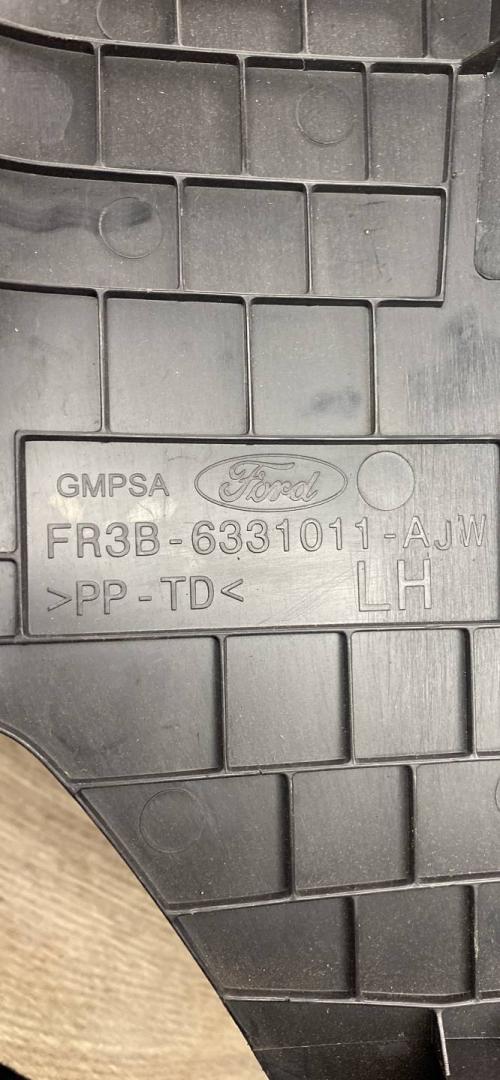 GMPSA Ford
FR3B-6331011-AJW
>PP-TD< LH